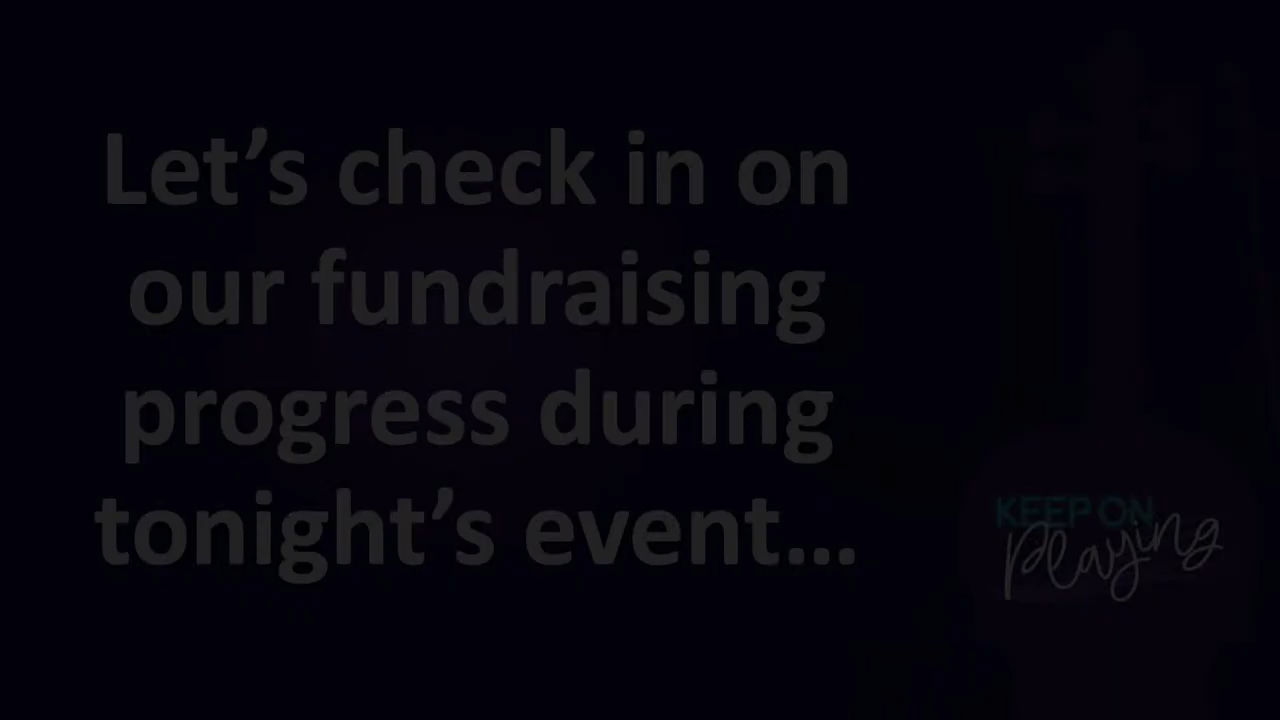 Let’s check in on
our fundraising
progress during
tonight’s event...
KEEP ON
playing